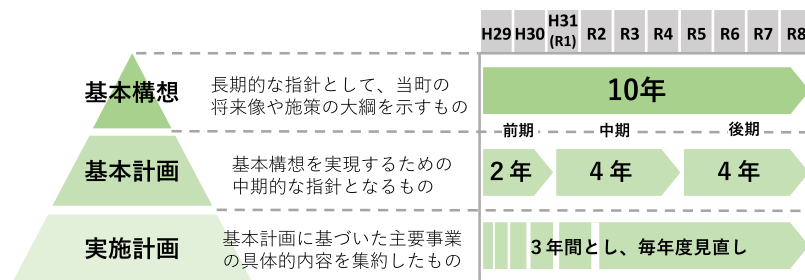 H29 H30 H31 (R1) R2 R3 R4 R5 R6 R7 R8
基本構想
長期的な指針として、当町の
将来像や施策の大綱を示すもの
10年
前期 中期 後期
基本計画
基本構想を実現するための
中期的な指針となるもの
2 年 4 年 4 年
実施計画
基本計画に基づいた主要事業
の具体的内容を集約したもの
3 年間とし、毎年度見直し